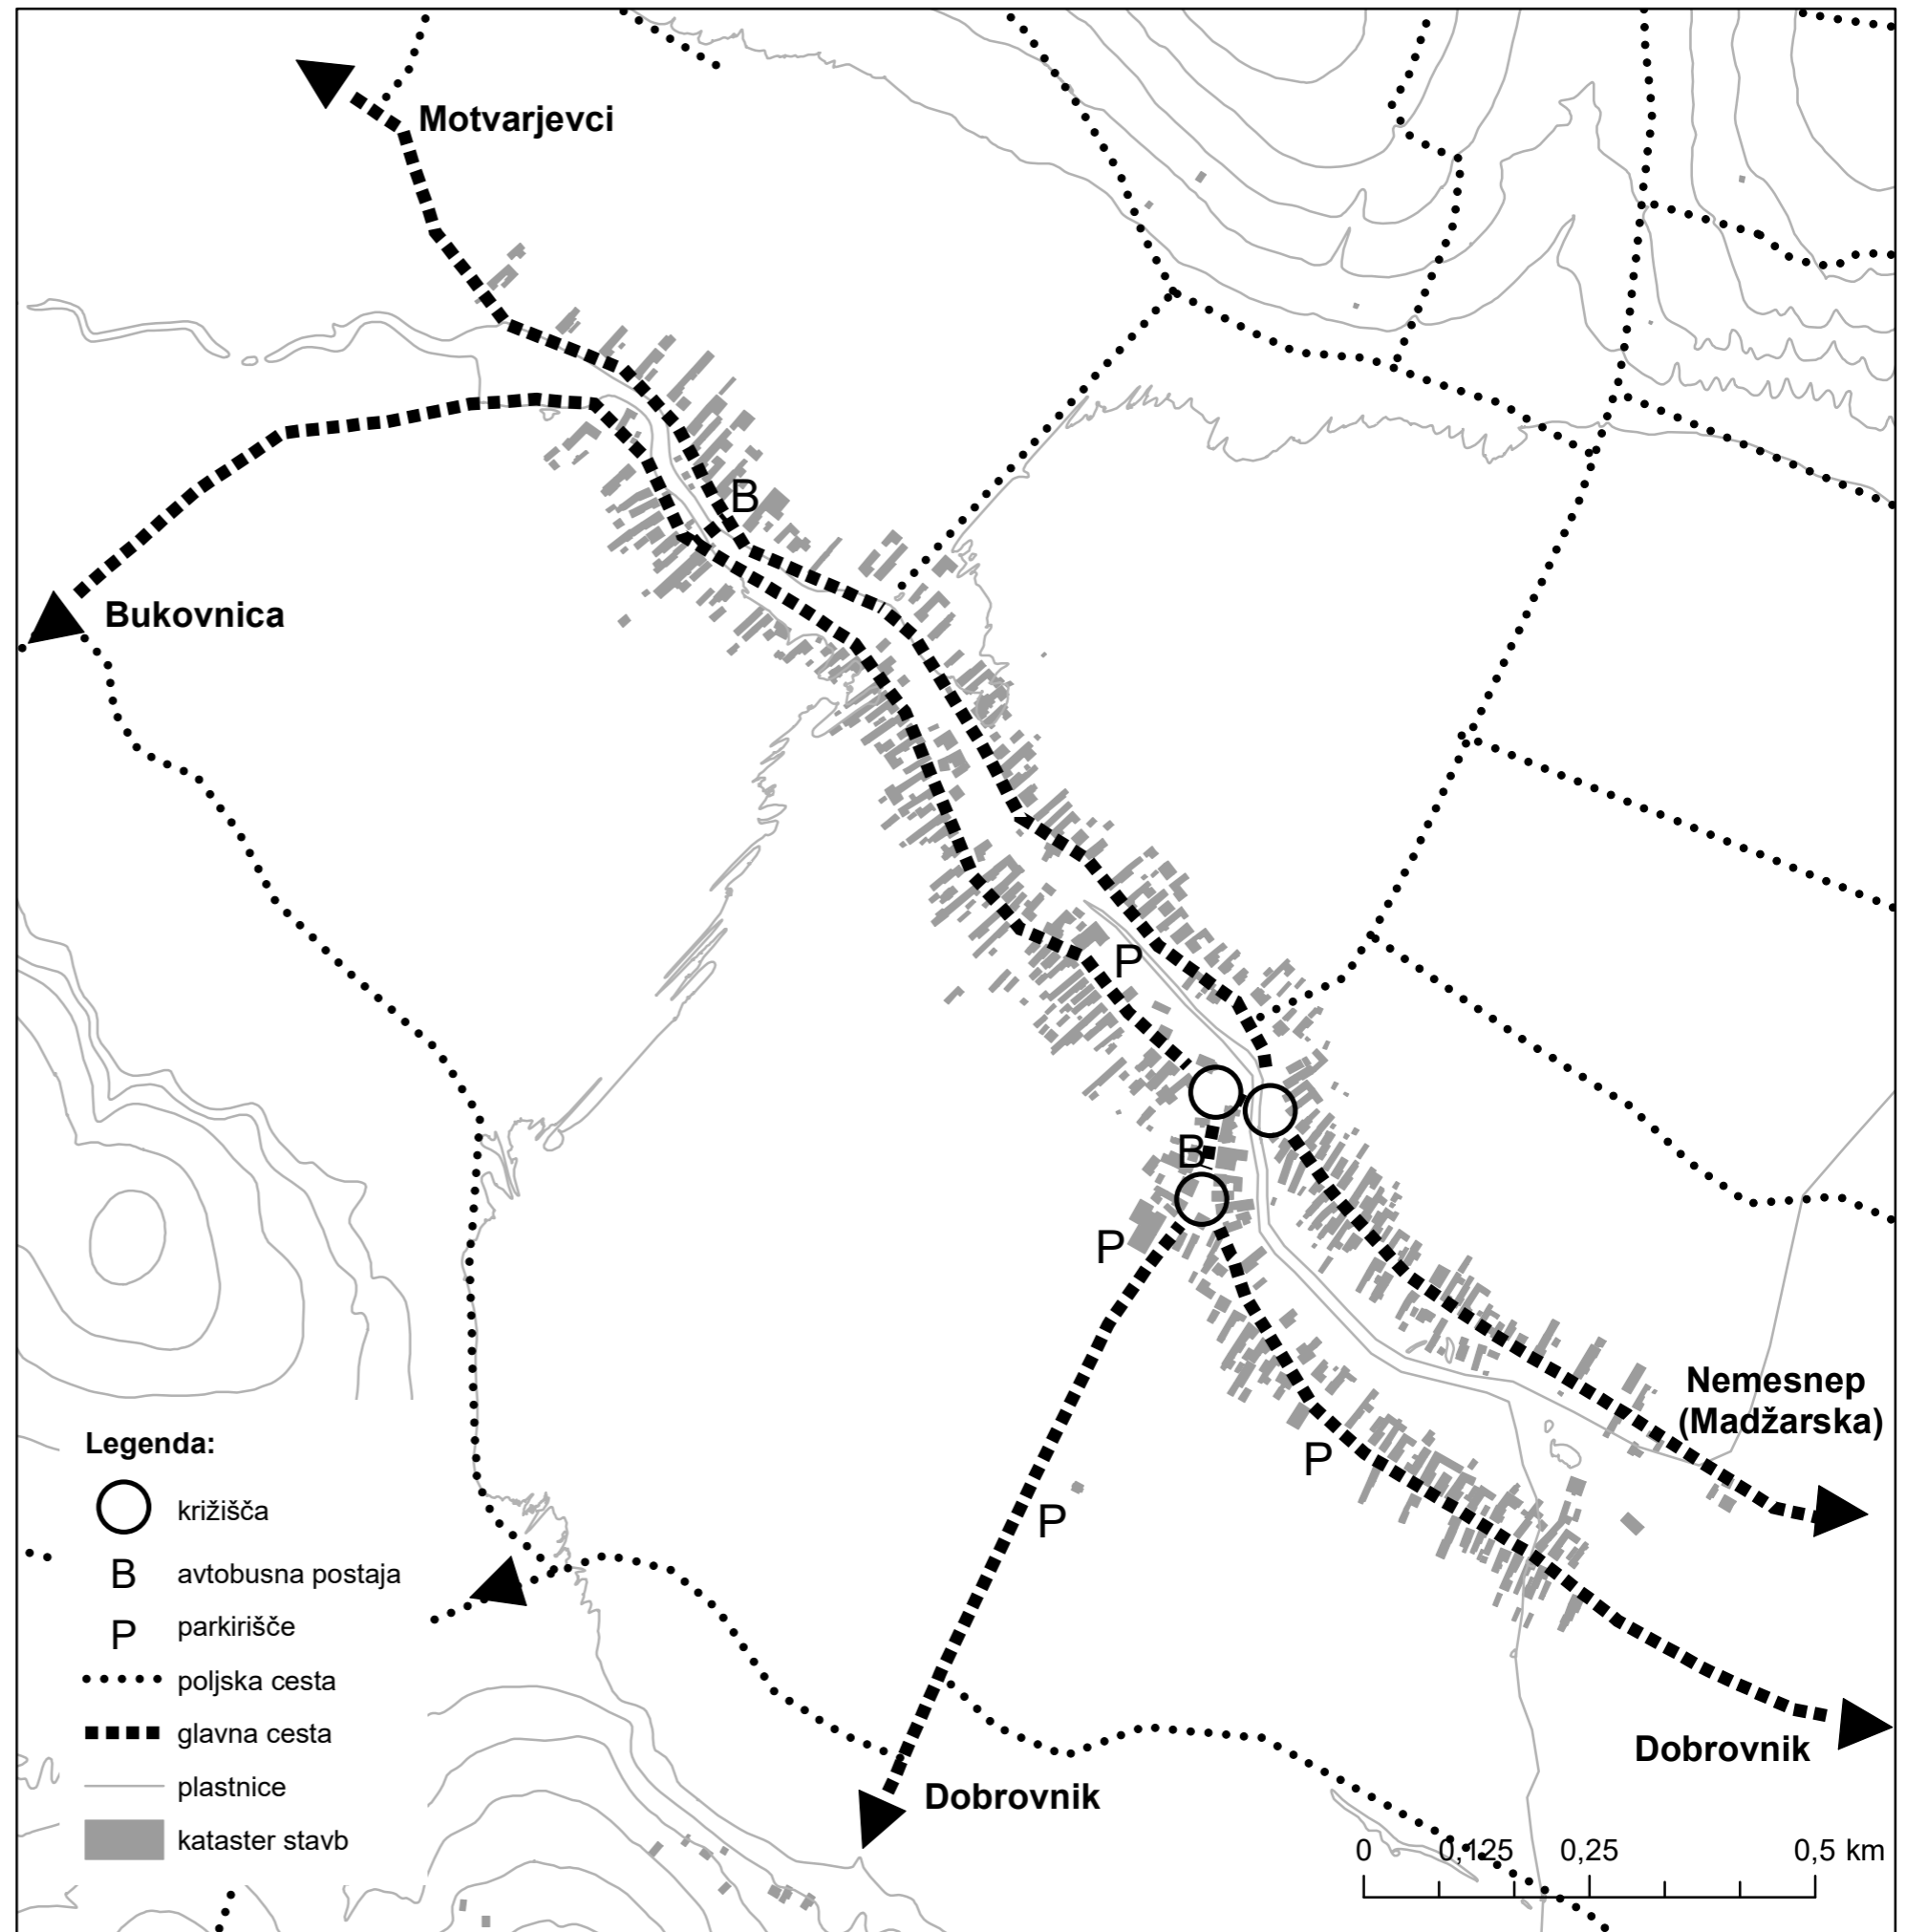 Motvarjevci
B
Bukovnica
P
B
P
Nemesnep
(Madžarska)
P
P
Legenda:
križišča
B avtobusna postaja
P parkirišče
poljska cesta
glavna cesta
plastnice
kataster stavb
Dobrovnik
Dobrovnik
0 0,125 0,25 0,5 km